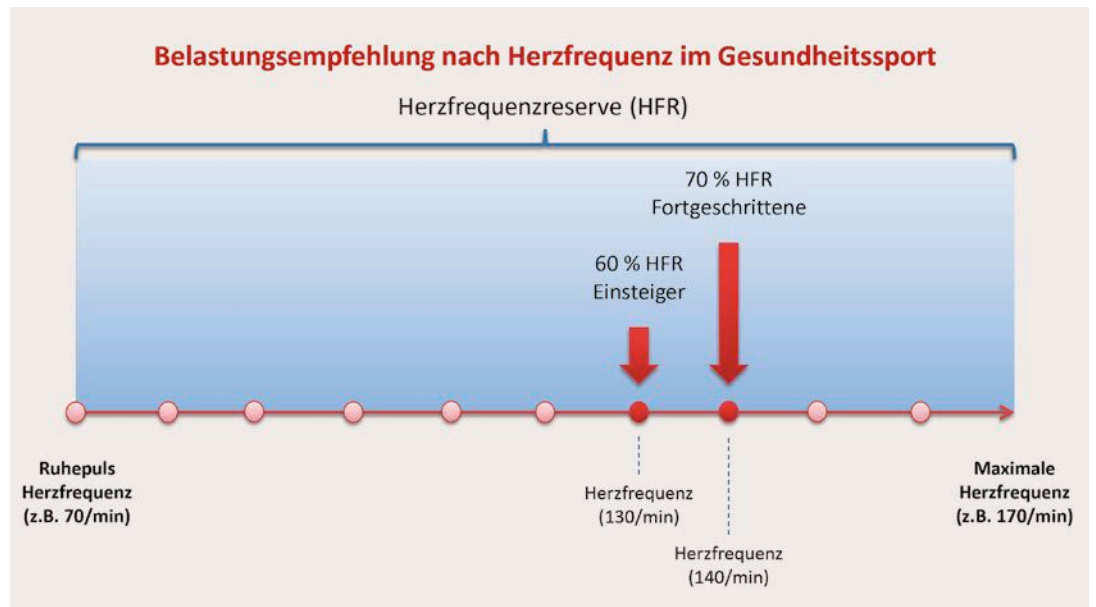 Belastungsempfehlung nach Herzfrequenz im Gesundheitssport
Herzfrequenzreserve (HFR)
70 % HFR
Fortgeschrittene
60 % HFR
Einsteiger
Ruhepuls
Herzfrequenz
(z.B. 70/min)
Herzfrequenz
(130/min)
Herzfrequenz
(140/min)
Maximale
Herzfrequenz
(z.B. 170/min)